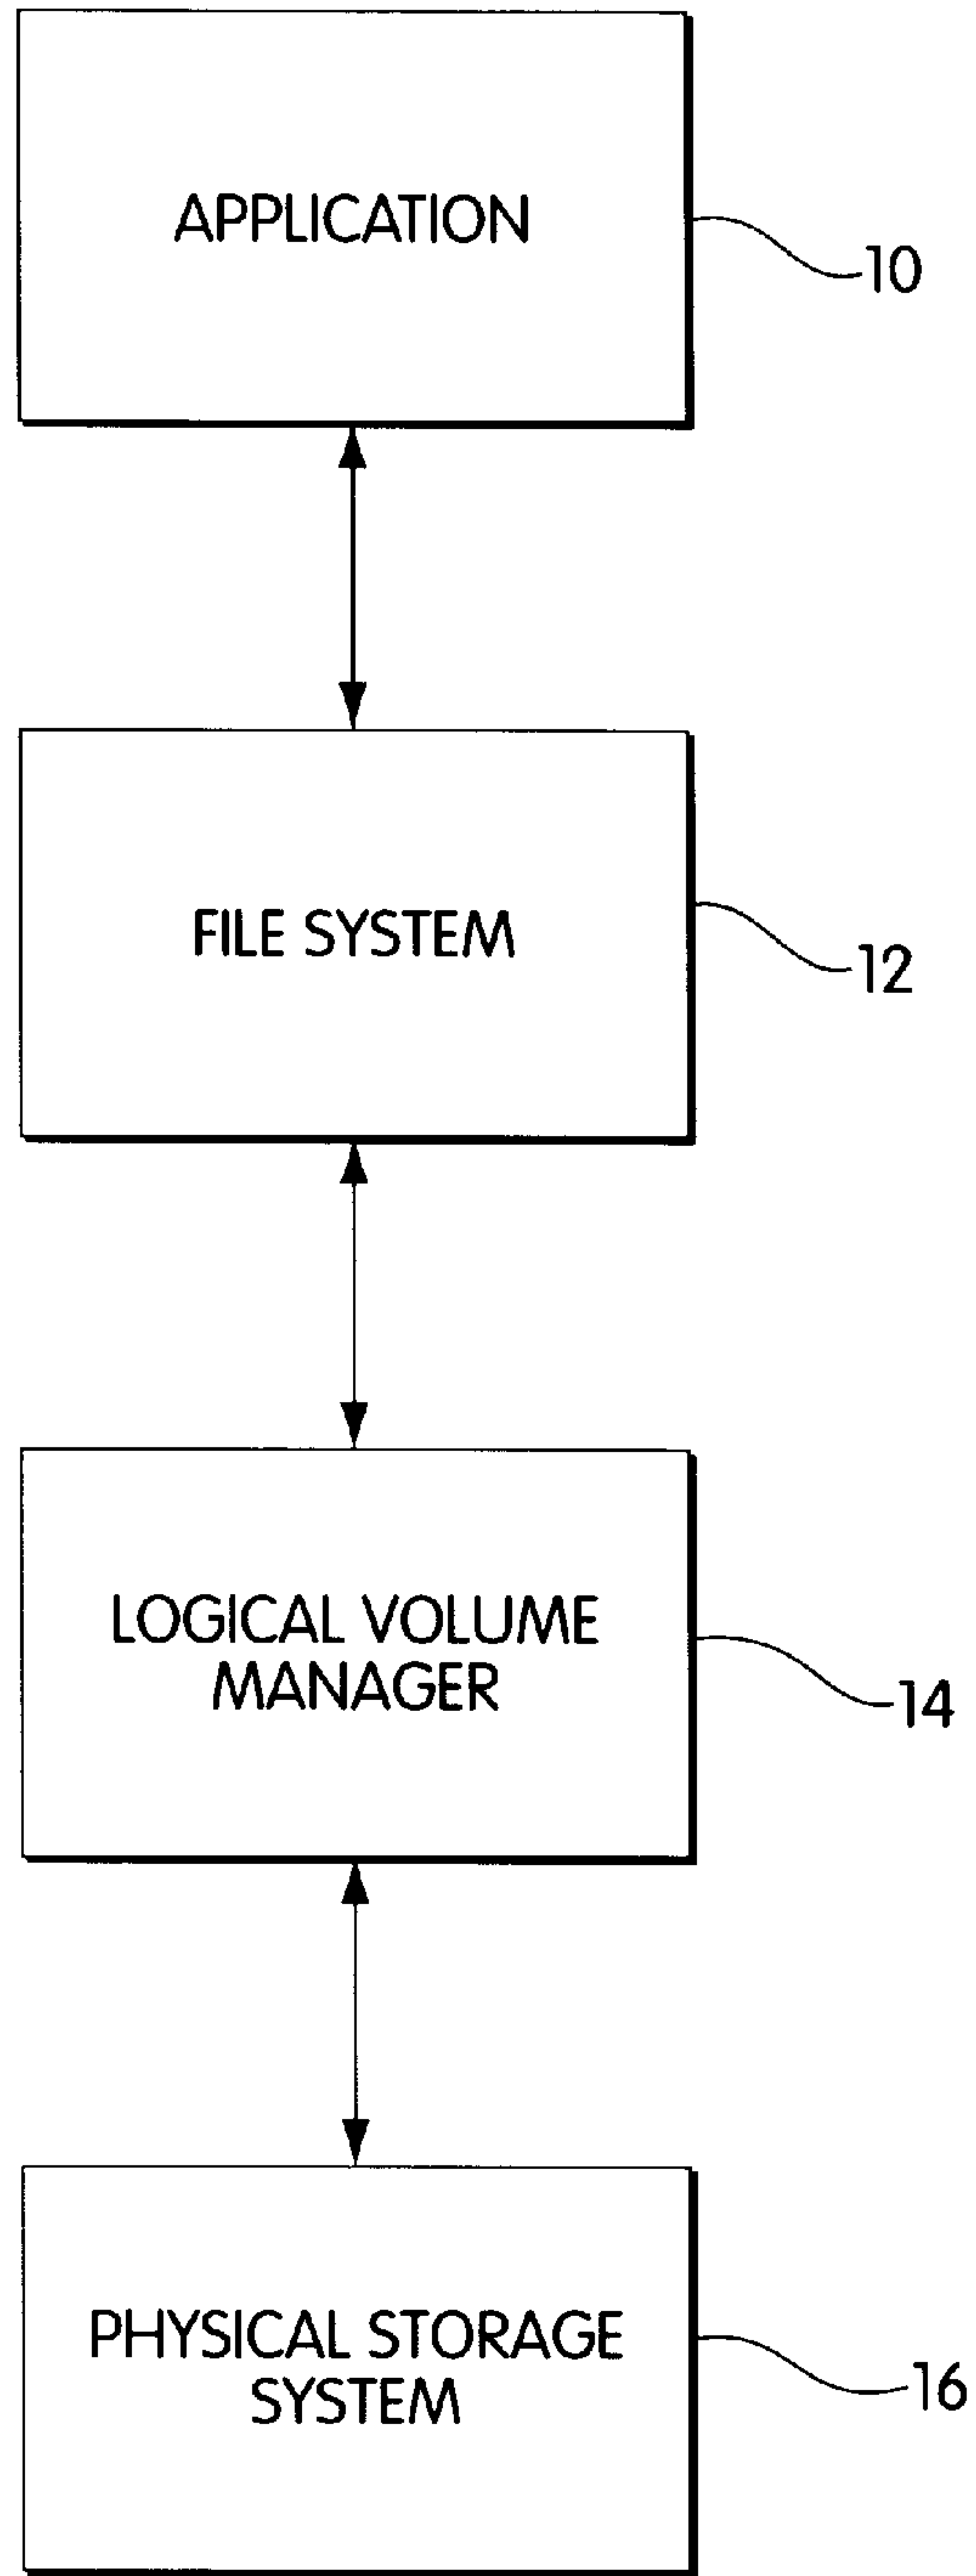 APPLICATION
10
FILE SYSTEM
12
LOGICAL VOLUME
MANAGER
14
PHYSICAL STORAGE
SYSTEM
16